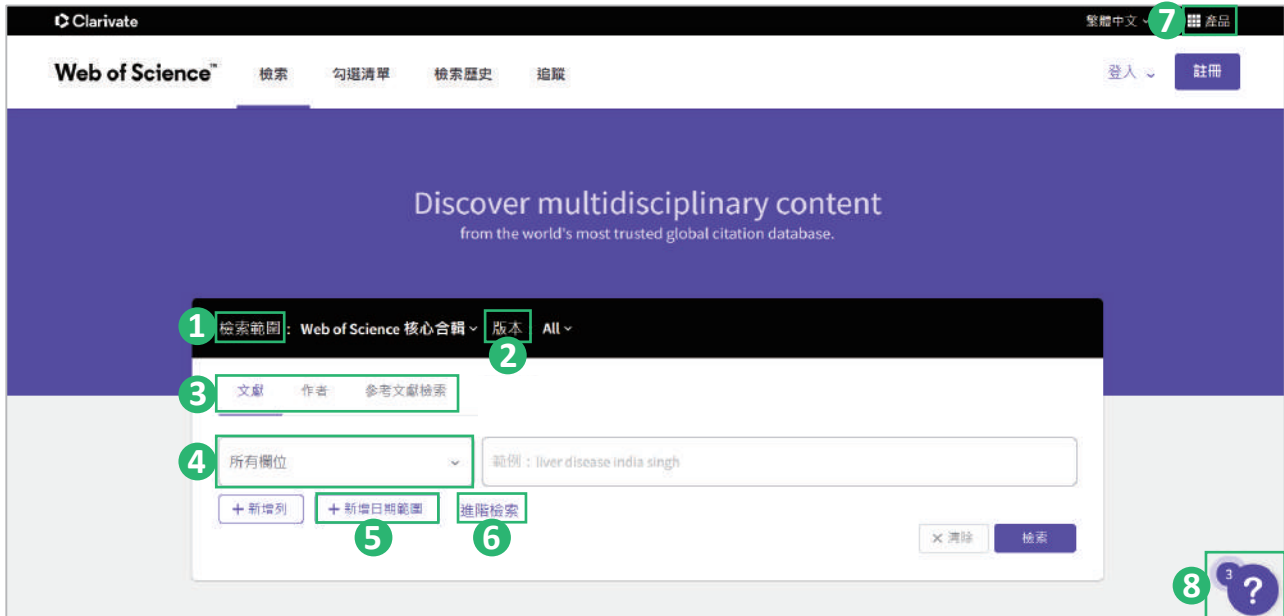 Clarivate 繁體中文 7 產品
Web of Science™ 檢索 勾選清單 檢索歷史 追蹤 登入 註冊
Discover multidisciplinary content
from the world's most trusted global citation database.
1 檢索範圍： Web of Science 核心合輯 版本 All
2
3 文獻 作者 參考文獻檢索
4 所有欄位 範例：liver disease india singh
+ 新增列 + 新增日期範圍 進階檢索
5 6
× 清除 檢索
8 3 ?